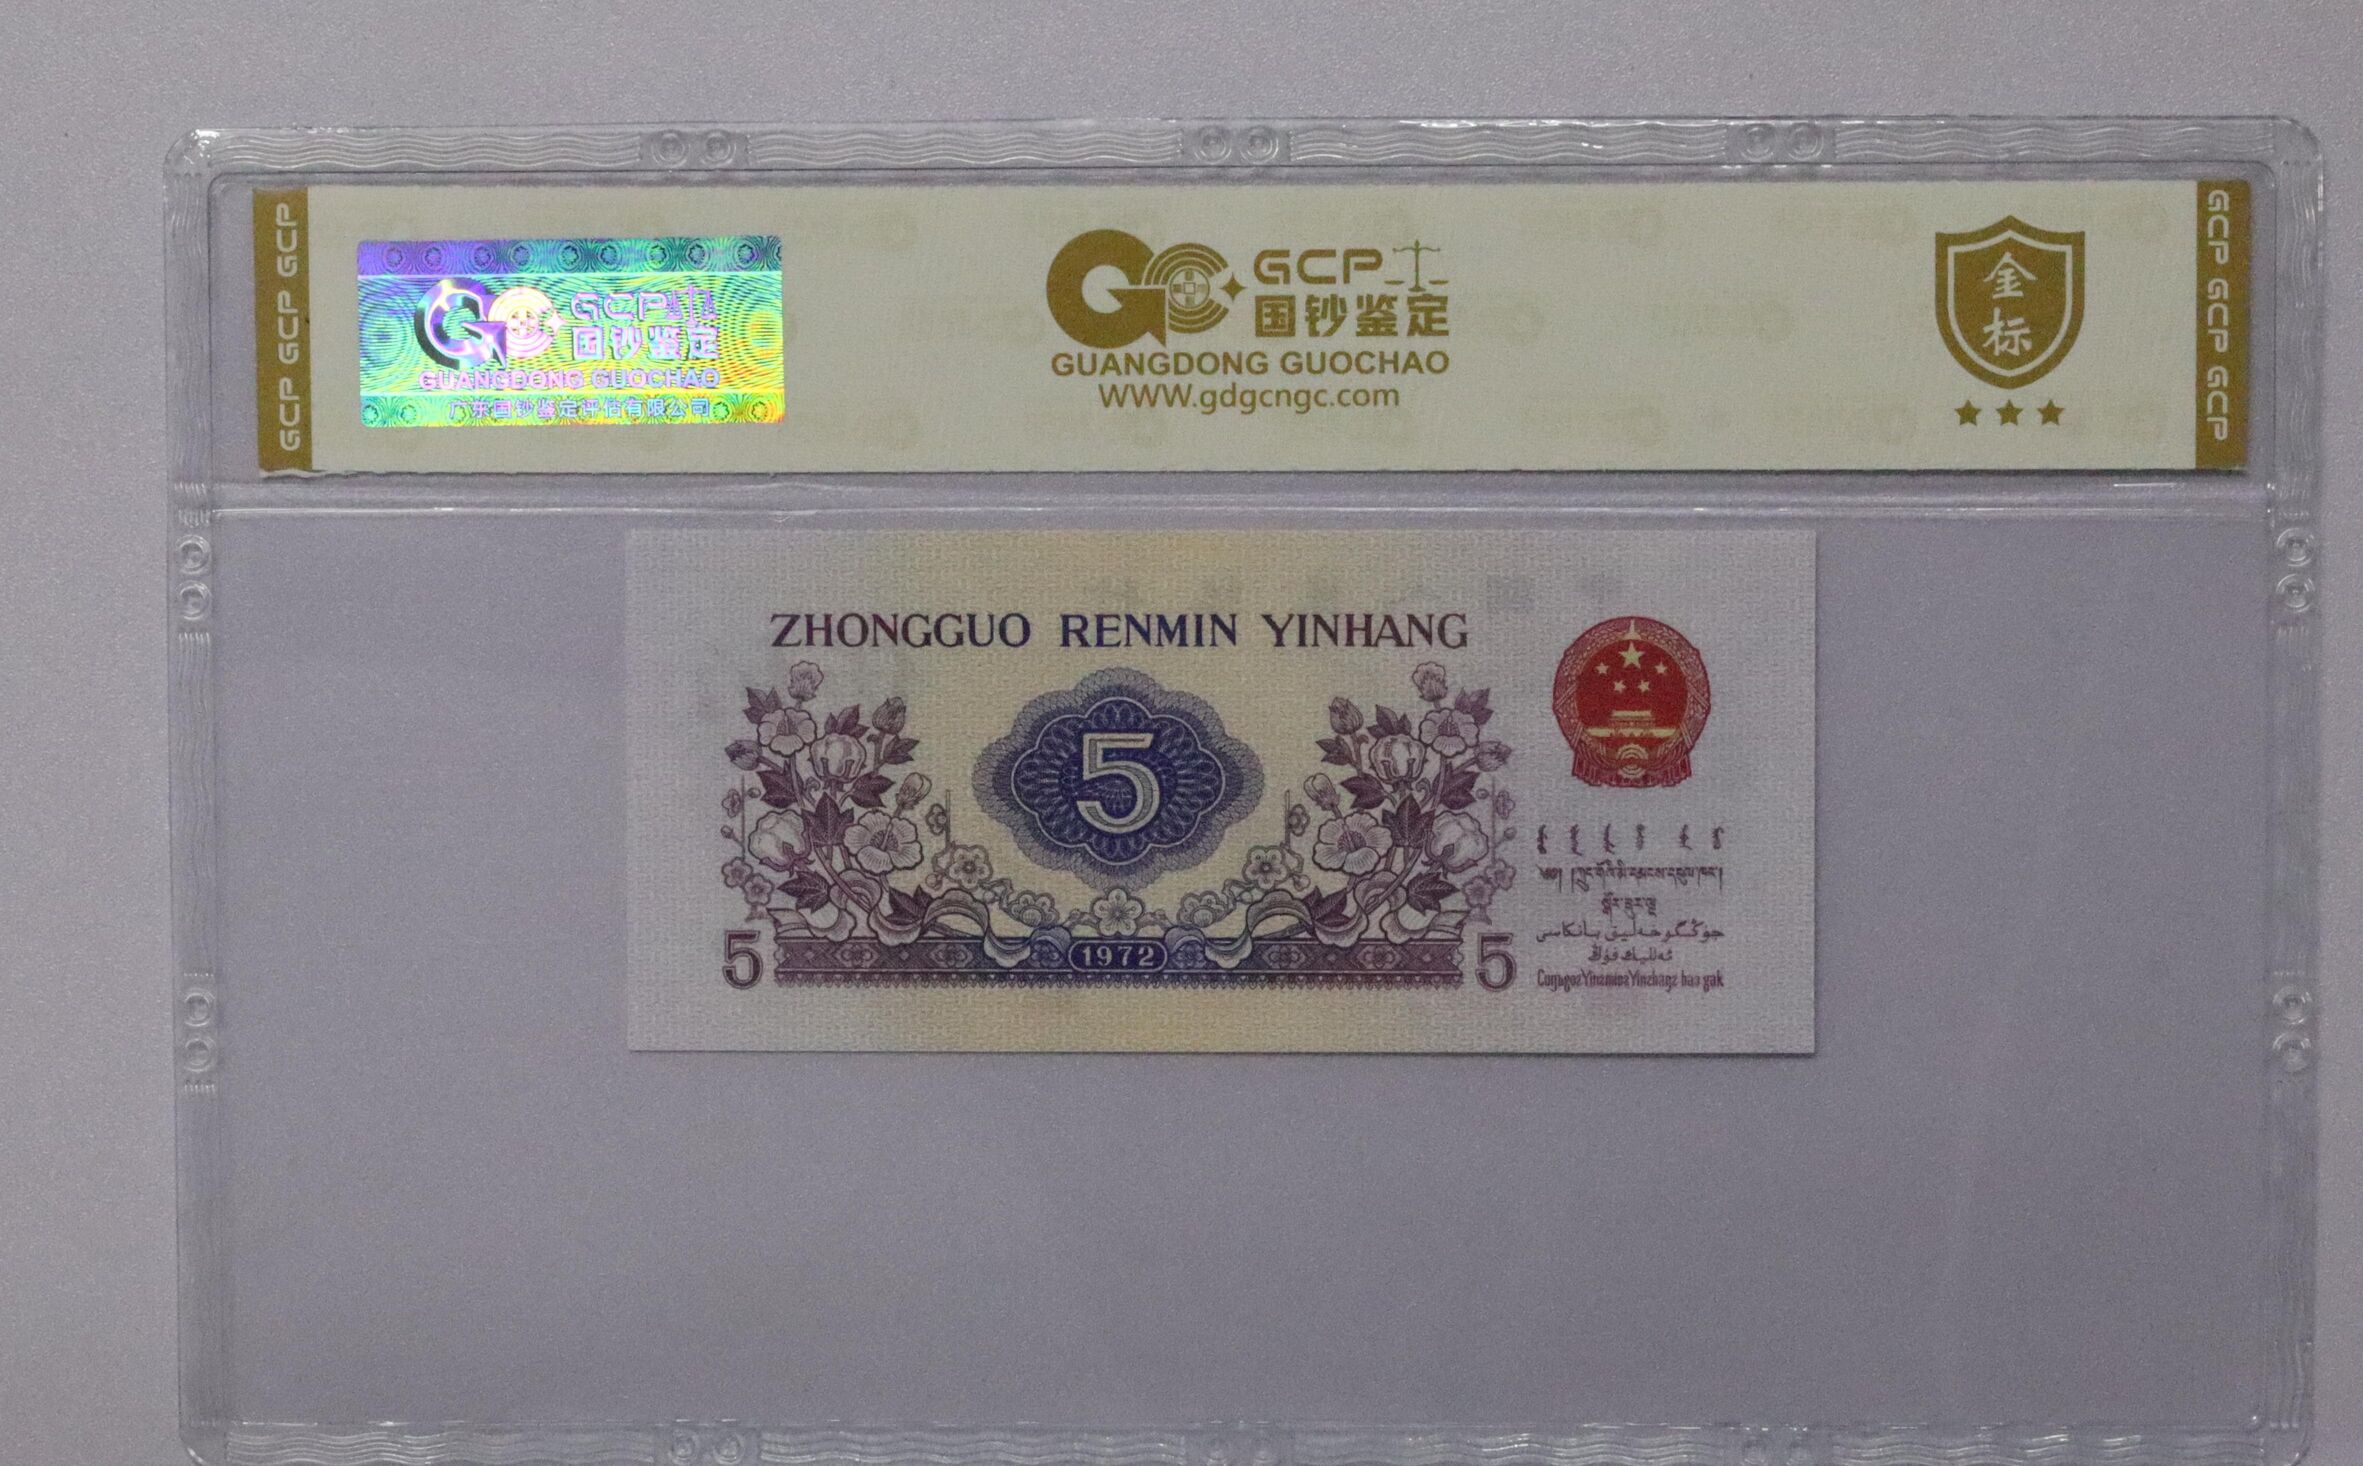 GCP GCP GCP
GCP
国钞鉴定
GUANGDONG GUOCHAO
广东国钞鉴定评估有限公司
GCP
国钞鉴定
GUANGDONG GUOCHAO
WWW.gdgcngc.com
金标
GCP GCP GCP
ZHONGGUO RENMIN YINHANG
5
5
1972
5